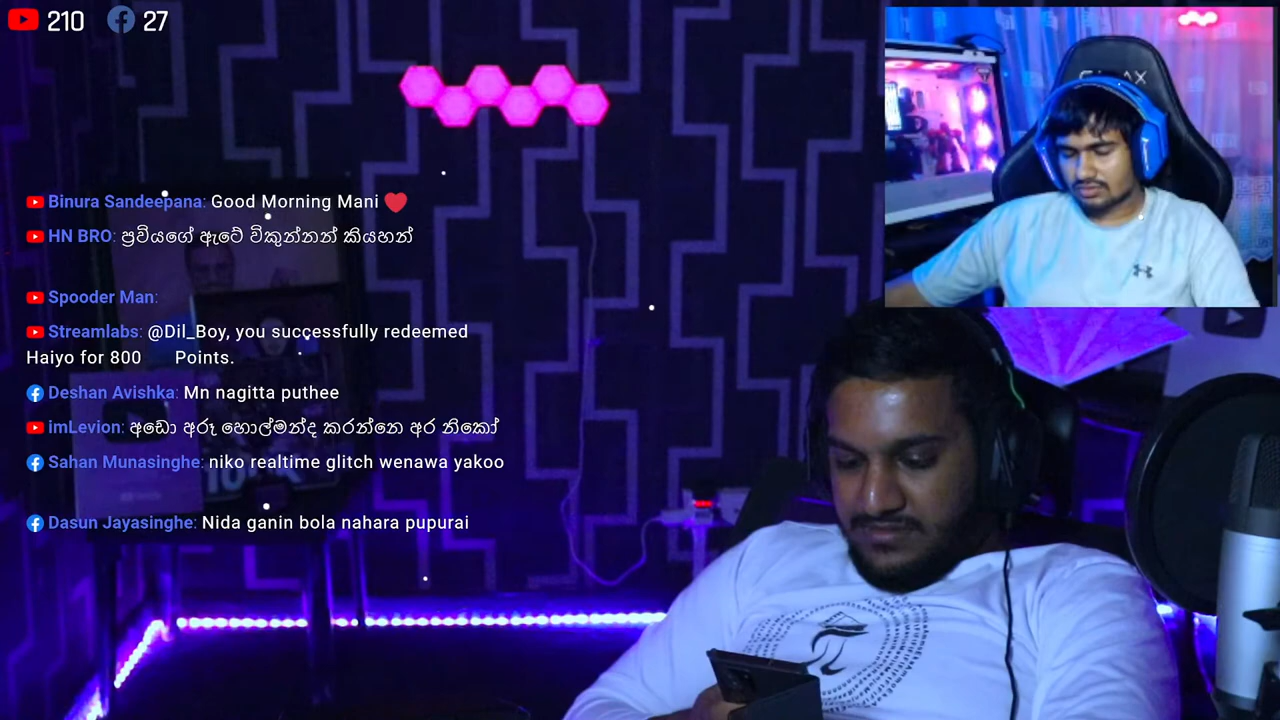 210 27
Binura Sandeepana: Good Morning Mani
HN BRO: ප්‍රවියගේ ඇටේ විකුන්නන් කියහන්
Spooder Man:
Streamlabs: @Dil_Boy, you successfully redeemed
Haiyo for 800 Points.
Deshan Avishka: Mn nagitta puthee
imLevion: අඩො අරූ හොල්මන්ද කරන්නෙ අර නිකෝ
Sahan Munasinghe: niko realtime glitch wenawa yakoo
Dasun Jayasinghe: Nida ganin bola nahara pupurai